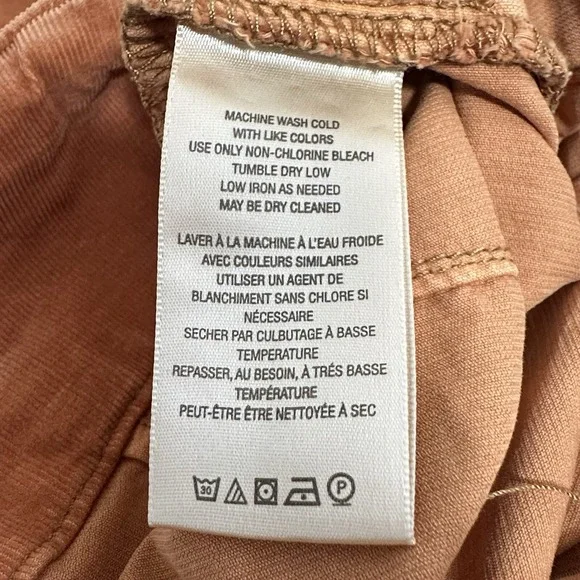 MACHINE WASH COLD
WITH LIKE COLORS
USE ONLY NON-CHLORINE BLEACH
TUMBLE DRY LOW
LOW IRON AS NEEDED
MAY BE DRY CLEANED
LAVER À LA MACHINE À L'EAU FROIDE
AVEC COULEURS SIMILAIRES
UTILISER UN AGENT DE
BLANCHIMENT SANS CHLORE SI
NÉCESSAIRE
SECHER PAR CULBUTAGE À BASSE
TEMPERATURE
REPASSER, AU BESOIN, À TRÉS BASSE
TEMPÉRATURE
PEUT-ÊTRE ÊTRE NETTOYÉE À SEC
30 P